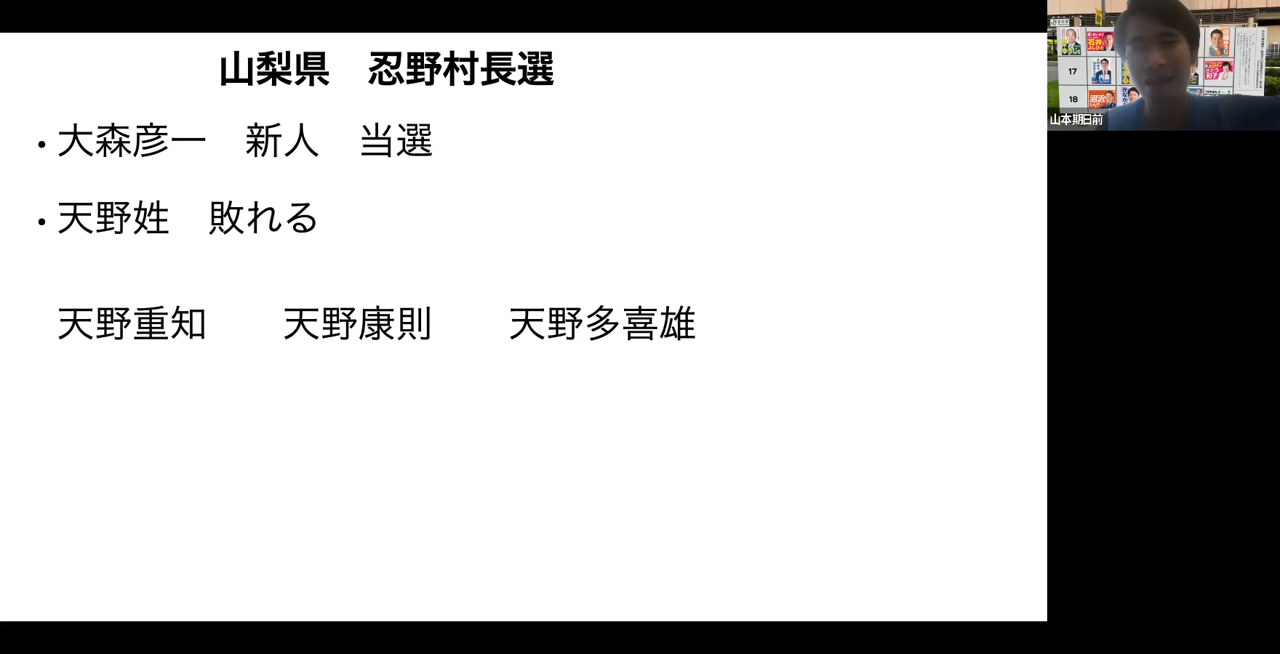 山梨県　忍野村長選
・大森彦一　新人　当選
・天野姓　敗れる
天野重知　　天野康則　　天野多喜雄
17
18
山本期日前